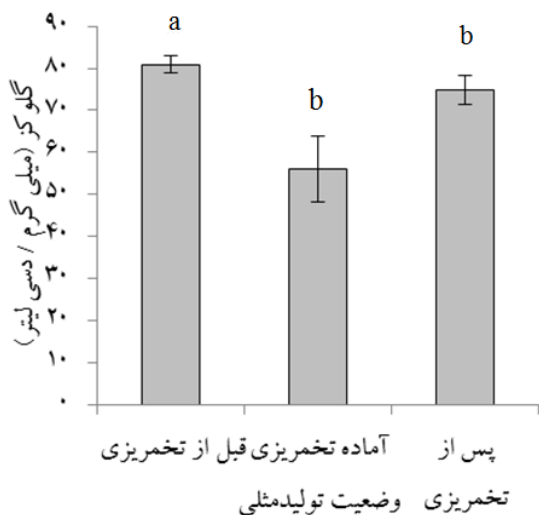 گلوکز (میلی گرم / دسی لیتر)
۹۰
۸۰
۷۰
۶۰
۵۰
۴۰
۳۰
۲۰
۱۰
۰
a
b
b
قبل از تخمریزی
آماده تخمریزی
پس از
تخمریزی
وضعیت تولیدمثلی